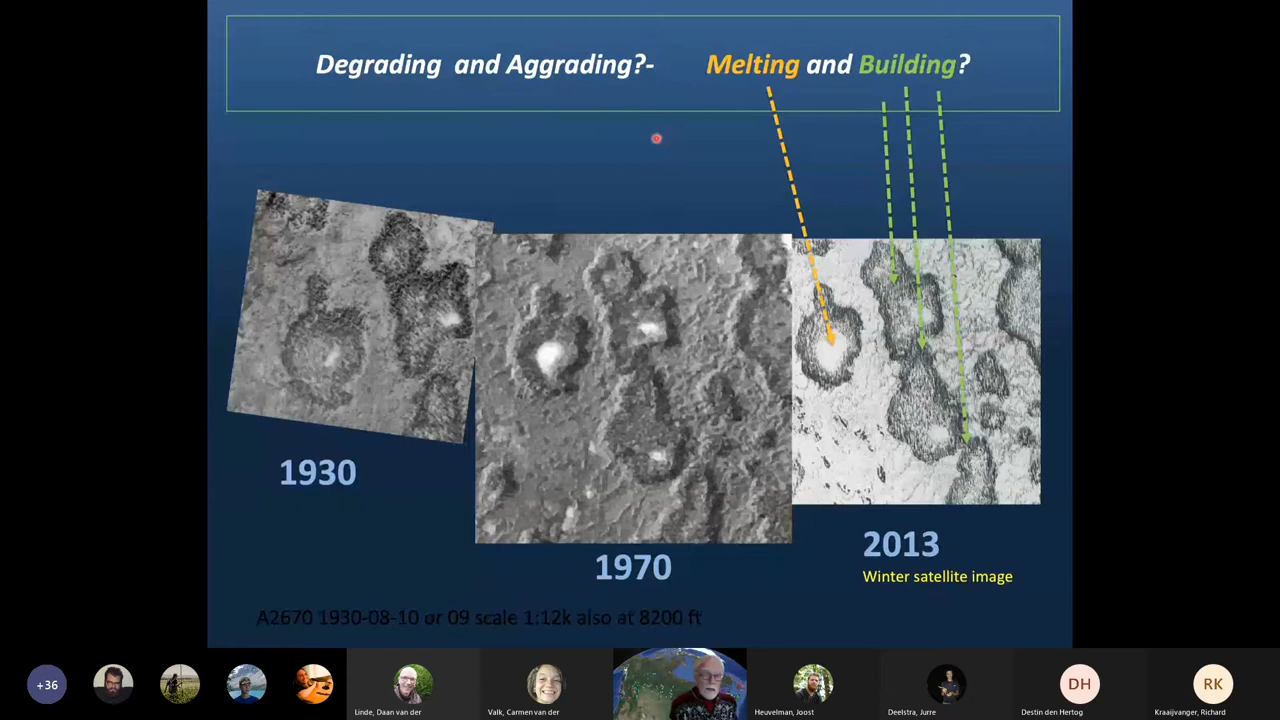 Degrading and Aggrading?- Melting and Building?
1930
1970
2013
Winter satellite image
A2670 1930-08-10 or 09 scale 1:12k also at 8200 ft
+36
Linde, Daan van der
Valk, Carmen van der
Heuvelman, Joost
Deelstra, Jurre
DH
Destin den Hertog
RK
Kraaijvanger, Richard